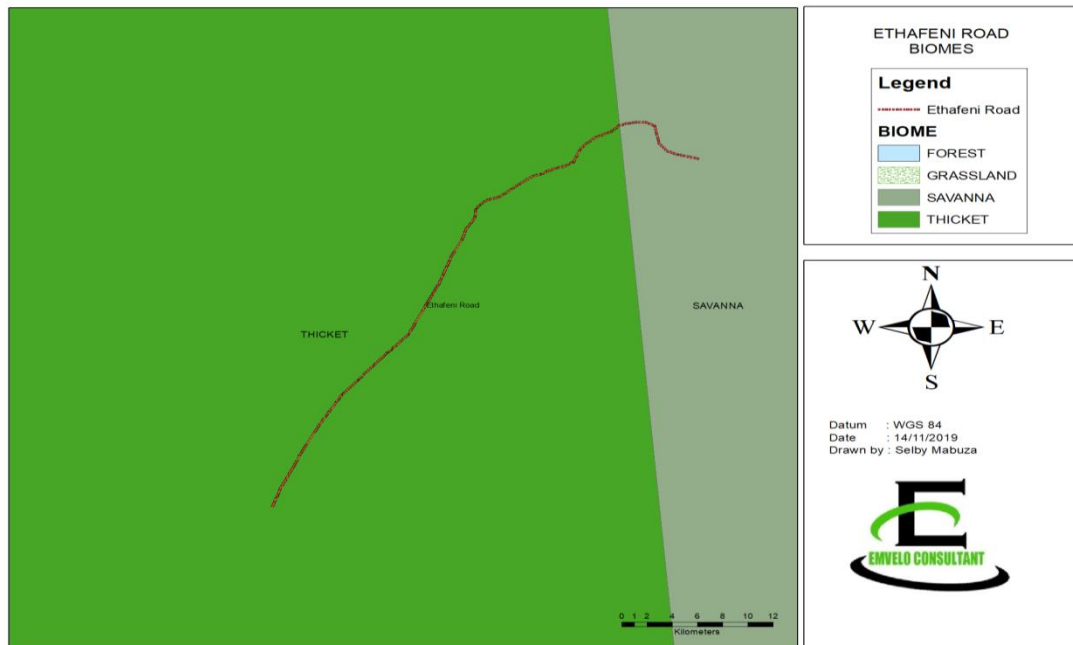 ETHAFENI ROAD
BIOMES
Legend
Ethafeni Road
BIOME
FOREST
GRASSLAND
SAVANNA
THICKET
Ethafeni Road
THICKET
SAVANNA
0 1 2 4 6 8 10 12
Kilometers
N
W E
S
Datum : WGS 84
Date : 14/11/2019
Drawn by : Selby Mabuza
E
EMVELO CONSULTANT